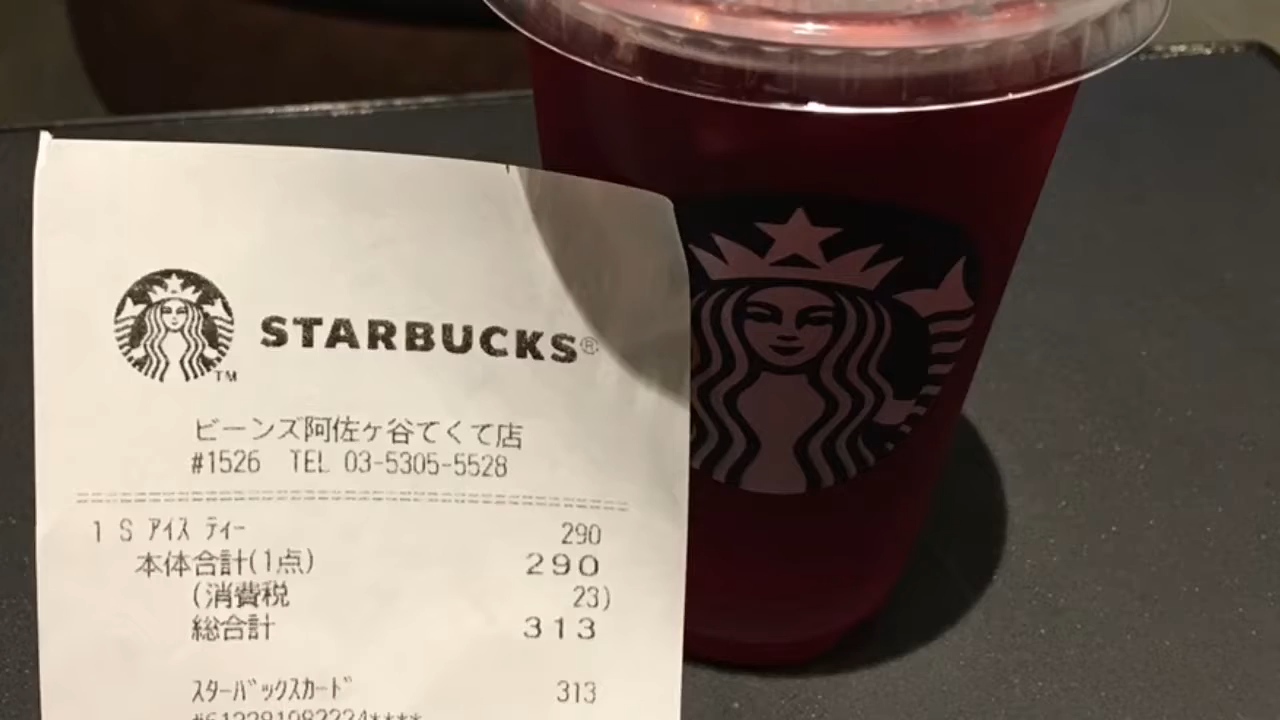 STARBUCKS®
TM
ビーンズ阿佐ヶ谷てくて店
#1526 TEL 03-5305-5528
1 S アイス ティー 290
本体合計(1点) 290
(消費税 23)
総合計 313
スターバックスカード 313